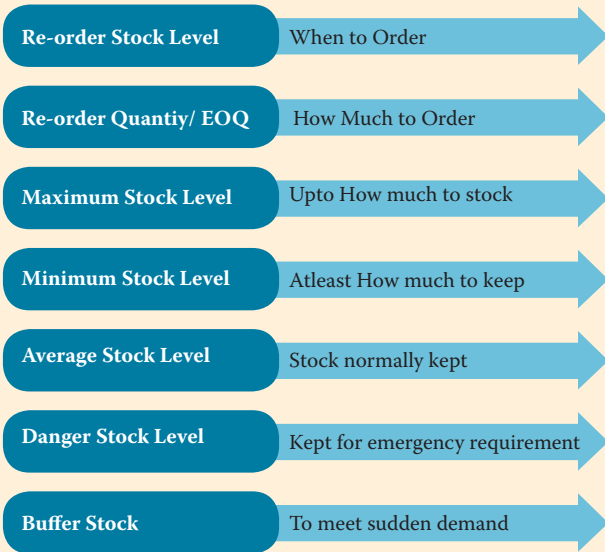 Re-order Stock Level When to Order
Re-order Quantiy/ EOQ How Much to Order
Maximum Stock Level Upto How much to stock
Minimum Stock Level Atleast How much to keep
Average Stock Level Stock normally kept
Danger Stock Level Kept for emergency requirement
Buffer Stock To meet sudden demand